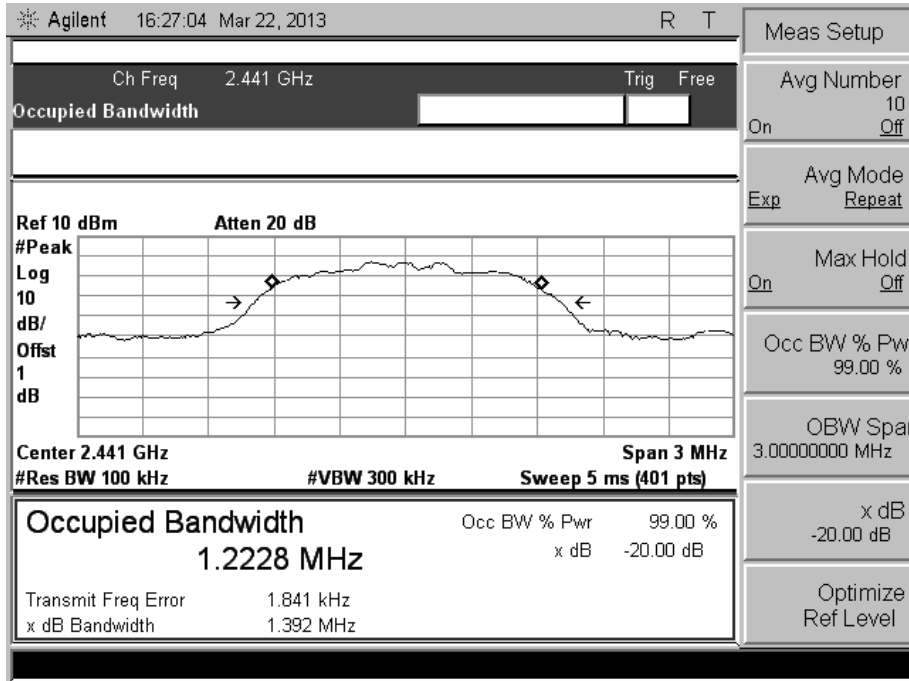 Agilent 16:27:04 Mar 22, 2013 R T
Ch Freq 2.441 GHz Trig Free
Occupied Bandwidth
Ref 10 dBm Atten 20 dB
#Peak
Log
10
dB/
Offst
1
dB
Center 2.441 GHz Span 3 MHz
#Res BW 100 kHz #VBW 300 kHz Sweep 5 ms (401 pts)
Occupied Bandwidth
1.2228 MHz
Occ BW % Pwr 99.00 %
x dB -20.00 dB
Transmit Freq Error 1.841 kHz
x dB Bandwidth 1.392 MHz
Meas Setup
Avg Number
10
On Off
Avg Mode
Exp Repeat
Max Hold
On Off
Occ BW % Pw
99.00 %
OBW Spa
3.00000000 MHz
x dB
-20.00 dB
Optimize
Ref Level